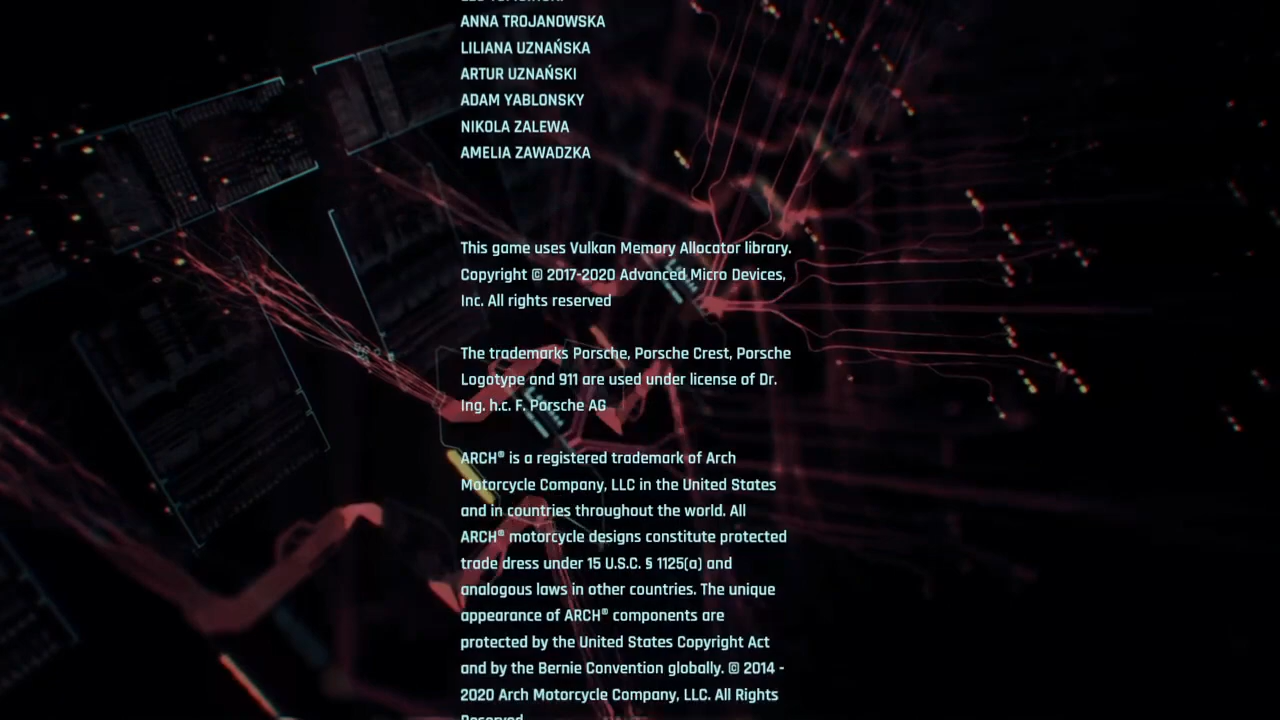 ANNA TROJANOWSKA
LILIANA UZNAŃSKA
ARTUR UZNAŃSKI
ADAM YABLONSKY
NIKOLA ZALEWA
AMELIA ZAWADZKA
This game uses Vulkan Memory Allocator library.
Copyright © 2017-2020 Advanced Micro Devices,
Inc. All rights reserved
The trademarks Porsche, Porsche Crest, Porsche
Logotype and 911 are used under license of Dr.
Ing. h.c. F. Porsche AG
ARCH® is a registered trademark of Arch
Motorcycle Company, LLC in the United States
and in countries throughout the world. All
ARCH® motorcycle designs constitute protected
trade dress under 15 U.S.C. § 1125(a) and
analogous laws in other countries. The unique
appearance of ARCH® components are
protected by the United States Copyright Act
and by the Bernie Convention globally. © 2014 -
2020 Arch Motorcycle Company, LLC. All Rights
Reserved